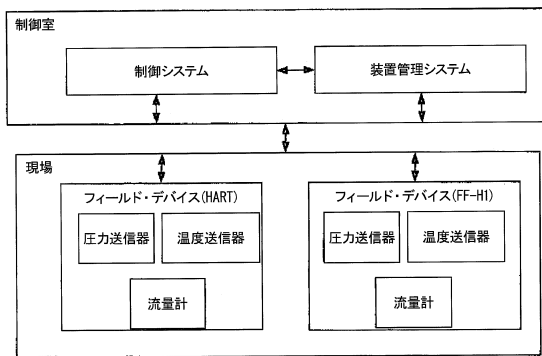 制御室
制御システム
装置管理システム
現場
フィールド・デバイス(HART)
圧力送信器
温度送信器
流量計
フィールド・デバイス(FF-H1)
圧力送信器
温度送信器
流量計